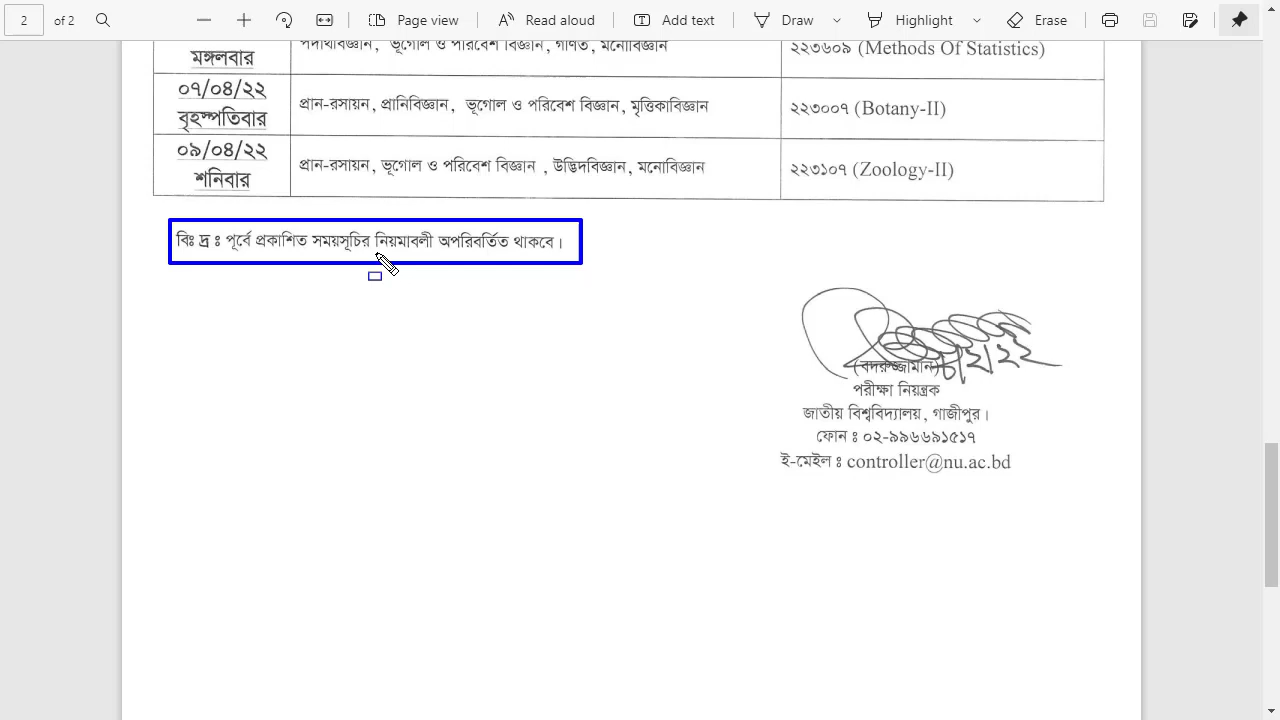 2 of 2 Page view Read aloud Add text Draw Highlight Erase
মঙ্গলবার পদার্থবিজ্ঞান, ভূগোল ও পরিবেশ বিজ্ঞান, গণিত, মনোবিজ্ঞান ২২৩৬০৯ (Methods Of Statistics)
০৭/০৪/২২
বৃহস্পতিবার প্রান-রসায়ন, প্রানিবিজ্ঞান, ভূগোল ও পরিবেশ বিজ্ঞান, মৃত্তিকাবিজ্ঞান ২২৩০০৭ (Botany-II)
০৯/০৪/২২
শনিবার প্রান-রসায়ন, ভূগোল ও পরিবেশ বিজ্ঞান , উদ্ভিদবিজ্ঞান, মনোবিজ্ঞান ২২৩১০৭ (Zoology-II)
বিঃ দ্র ঃ পূর্বে প্রকাশিত সময়সূচির নিয়মাবলী অপরিবর্তিত থাকবে।
(বদরুজ্জামান)
পরীক্ষা নিয়ন্ত্রক
জাতীয় বিশ্ববিদ্যালয়, গাজীপুর।
ফোন ঃ ০২-৯৯৬৬৯১৫১৭
ই-মেইল ঃ controller@nu.ac.bd